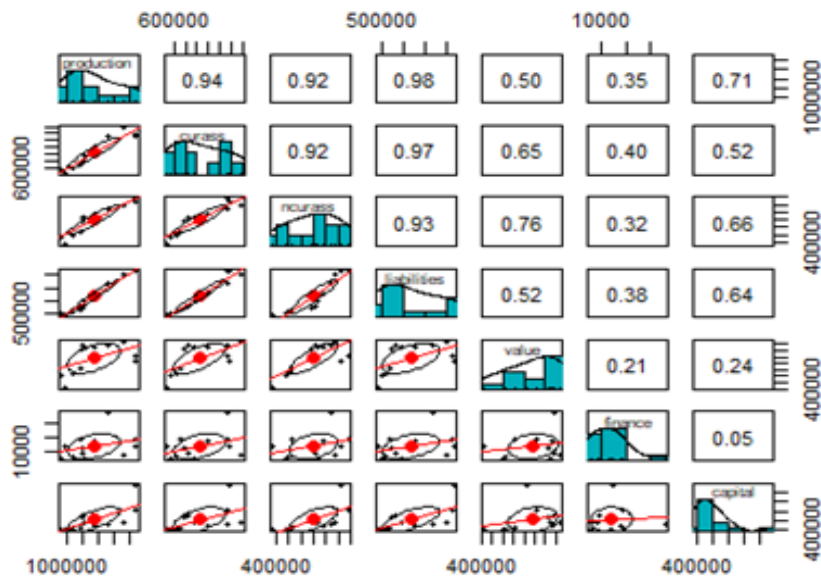 600000 500000 10000
production 0.94 0.92 0.98 0.50 0.35 0.71 1000000
600000 curass 0.92 0.97 0.65 0.40 0.52
ncurass 0.93 0.76 0.32 0.66 400000
500000 liabilities 0.52 0.38 0.64
value 0.21 0.24 400000
10000 finance 0.05
capital 400000
1000000 400000 400000 400000